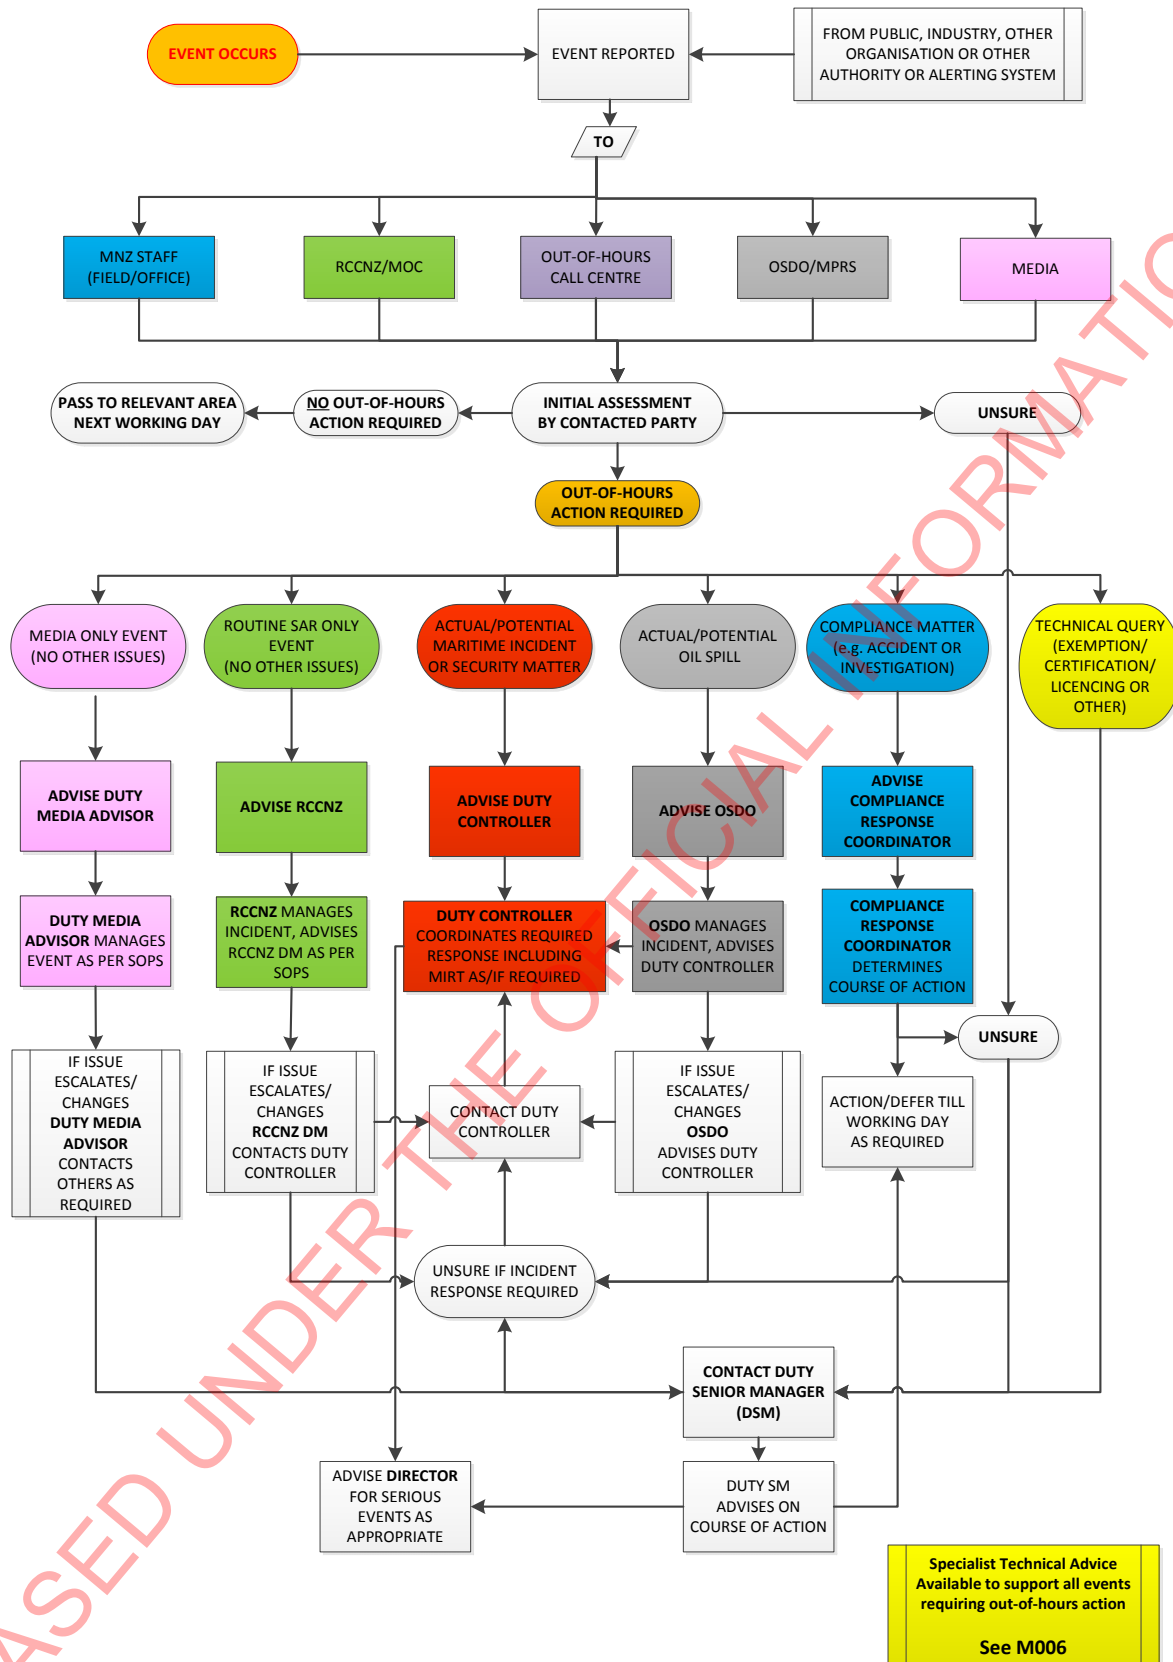 EVENT OCCURS
EVENT REPORTED
FROM PUBLIC, INDUSTRY, OTHER
ORGANISATION OR OTHER
AUTHORITY OR ALERTING SYSTEM
TO
MNZ STAFF
(FIELD/OFFICE)
RCCNZ/MOC
OUT-OF-HOURS
CALL CENTRE
OSDO/MPRS
MEDIA
PASS TO RELEVANT AREA
NEXT WORKING DAY
NO OUT-OF-HOURS
ACTION REQUIRED
INITIAL ASSESSMENT
BY CONTACTED PARTY
UNSURE
OUT-OF-HOURS
ACTION REQUIRED
MEDIA ONLY EVENT
(NO OTHER ISSUES)
ROUTINE SAR ONLY
EVENT
(NO OTHER ISSUES)
ACTUAL/POTENTIAL
MARITIME INCIDENT
OR SECURITY MATTER
ACTUAL/POTENTIAL
OIL SPILL
COMPLIANCE MATTER
(e.g. ACCIDENT OR
INVESTIGATION)
TECHNICAL QUERY
(EXEMPTION/
CERTIFICATION/
LICENCING OR
OTHER)
ADVISE DUTY
MEDIA ADVISOR
ADVISE RCCNZ
ADVISE DUTY
CONTROLLER
ADVISE OSDO
ADVISE
COMPLIANCE
RESPONSE
COORDINATOR
DUTY MEDIA
ADVISOR MANAGES
EVENT AS PER SOPS
RCCNZ MANAGES
INCIDENT, ADVISES
RCCNZ DM AS PER
SOPS
DUTY CONTROLLER
COORDINATES REQUIRED
RESPONSE INCLUDING
MIRT AS/IF REQUIRED
OSDO MANAGES
INCIDENT, ADVISES
DUTY CONTROLLER
COMPLIANCE
RESPONSE
COORDINATOR
DETERMINES
COURSE OF ACTION
UNSURE
IF ISSUE
ESCALATES/
CHANGES
DUTY MEDIA
ADVISOR
CONTACTS
OTHERS AS
REQUIRED
IF ISSUE
ESCALATES/
CHANGES
RCCNZ DM
CONTACTS DUTY
CONTROLLER
CONTACT DUTY
CONTROLLER
IF ISSUE
ESCALATES/
CHANGES
OSDO
ADVISES DUTY
CONTROLLER
ACTION/DEFER TILL
WORKING DAY
AS REQUIRED
UNSURE IF INCIDENT
RESPONSE REQUIRED
CONTACT DUTY
SENIOR MANAGER
(DSM)
ADVISE DIRECTOR
FOR SERIOUS
EVENTS AS
APPROPRIATE
DUTY SM
ADVISES ON
COURSE OF ACTION
Specialist Technical Advice
Available to support all events
requiring out-of-hours action
See M006
ASED UNDER THE OFFICIAL INFORMATIO